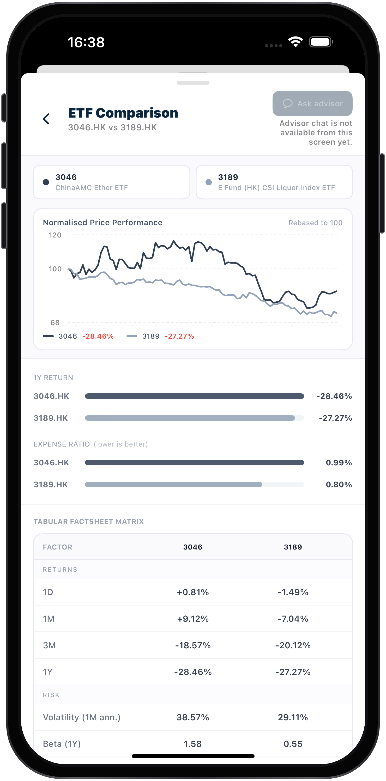 16:38
ETF Comparison
3046.HK vs 3189.HK
Ask advisor
Advisor chat is not
available from this
screen yet.
3046
ChinaAMC Ether ETF
3189
E Fund (HK) CSI Liquor Index ETF
Normalised Price Performance
Rebased to 100
120
100
68
3046 -28.46% 3189 -27.27%
1Y RETURN
3046.HK -28.46%
3189.HK -27.27%
EXPENSE RATIO (lower is better)
3046.HK 0.99%
3189.HK 0.80%
TABULAR FACTSHEET MATRIX
FACTOR 3046 3189
RETURNS
1D +0.81% -1.49%
1M +9.12% -7.04%
3M -18.57% -20.12%
1Y -28.46% -27.27%
RISK
Volatility (1M ann.) 38.57% 29.11%
Beta (1Y) 1.58 0.55